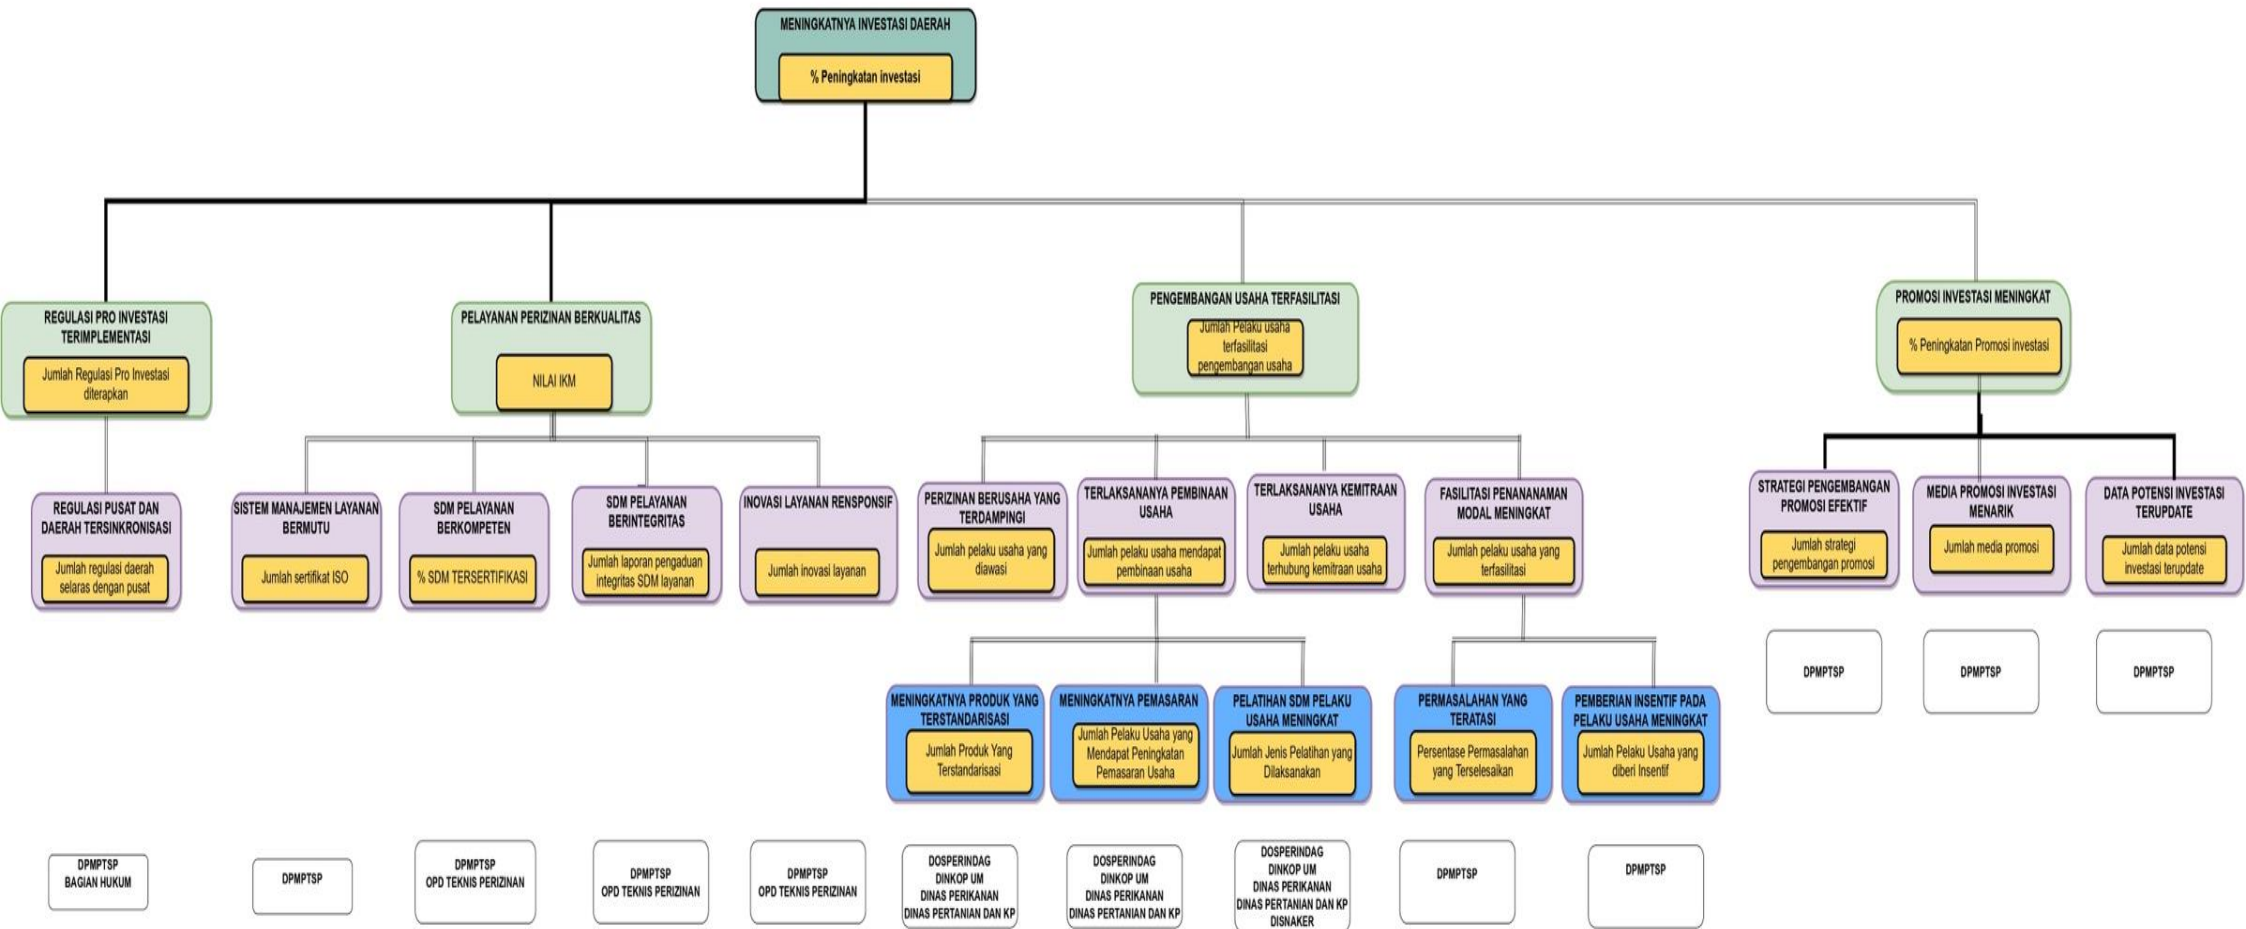 MENINGKATNYA INVESTASI DAERAH
% Peningkatan investasi
REGULASI PRO INVESTASI
TERIMPLEMENTASI
Jumlah Regulasi Pro Investasi
diterapkan
PELAYANAN PERIZINAN BERKUALITAS
NILAI IKM
PENGEMBANGAN USAHA TERFASILITASI
Jumlah Pelaku usaha
terfasilitasi
pengembangan usaha
PROMOSI INVESTASI MENINGKAT
% Peningkatan Promosi investasi
REGULASI PUSAT DAN
DAERAH TERSINKRONISASI
Jumlah regulasi daerah
selaras dengan pusat
SISTEM MANAJEMEN LAYANAN
BERMUTU
Jumlah sertifikat ISO
SDM PELAYANAN
BERKOMPETEN
% SDM TERSERTIFIKASI
SDM PELAYANAN
BERINTEGRITAS
Jumlah laporan pengaduan
integritas SDM layanan
INOVASI LAYANAN RENSPONSIF
Jumlah inovasi layanan
PERIZINAN BERUSAHA YANG
TERDAMPINGI
Jumlah pelaku usaha yang
diawasi
TERLAKSANANYA PEMBINAAN
USAHA
Jumlah pelaku usaha mendapat
pembinaan usaha
TERLAKSANANYA KEMITRAAN
USAHA
Jumlah pelaku usaha
terhubung kemitraan usaha
FASILITASI PENANANAMAN
MODAL MENINGKAT
Jumlah pelaku usaha yang
terfasilitasi
STRATEGI PENGEMBANGAN
PROMOSI EFEKTIF
Jumlah strategi
pengembangan promosi
MEDIA PROMOSI INVESTASI
MENARIK
Jumlah media promosi
DATA POTENSI INVESTASI
TERUPDATE
Jumlah data potensi
investasi terupdate
DPMPTSP
DPMPTSP
DPMPTSP
MENINGKATNYA PRODUK YANG
TERSTANDARISASI
Jumlah Produk Yang
Terstandarisasi
MENINGKATNYA PEMASARAN
Jumlah Pelaku Usaha yang
Mendapat Peningkatan
Pemasaran Usaha
PELATIHAN SDM PELAKU
USAHA MENINGKAT
Jumlah Jenis Pelatihan yang
Dilaksanakan
PERMASALAHAN YANG
TERATASI
Persentase Permasalahan
yang Terselesaikan
PEMBERIAN INSENTIF PADA
PELAKU USAHA MENINGKAT
Jumlah Pelaku Usaha yang
diberi Insentif
DPMPTSP
BAGIAN HUKUM
DPMPTSP
DPMPTSP
OPD TEKNIS PERIZINAN
DPMPTSP
OPD TEKNIS PERIZINAN
DPMPTSP
OPD TEKNIS PERIZINAN
DOSPERINDAG
DINKOP UM
DINAS PERIKANAN
DINAS PERTANIAN DAN KP
DOSPERINDAG
DINKOP UM
DINAS PERIKANAN
DINAS PERTANIAN DAN KP
DOSPERINDAG
DINKOP UM
DINAS PERIKANAN
DINAS PERTANIAN DAN KP
DISNAKER
DPMPTSP
DPMPTSP